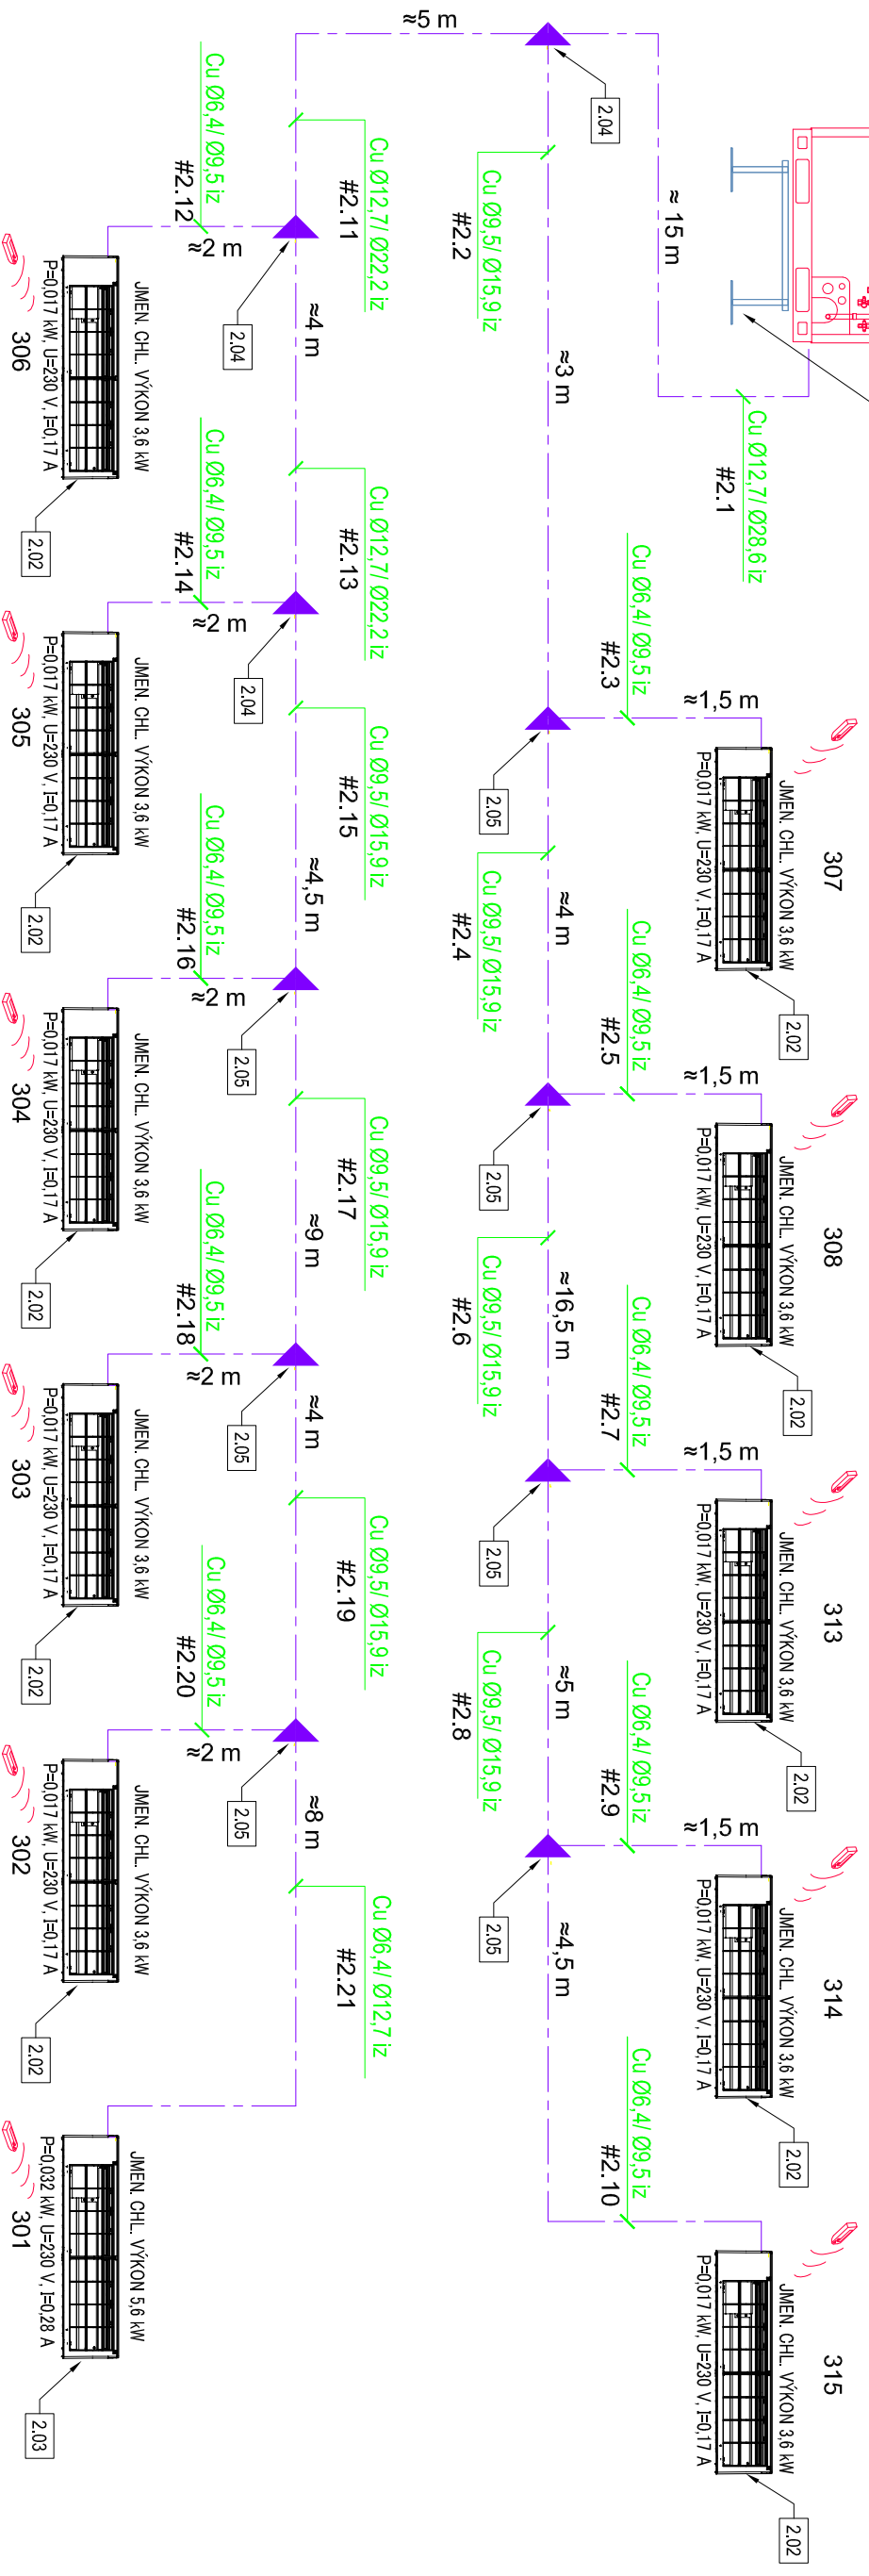 307
308
313
314
315
JMEN. CHL. VÝKON 3,6 kW
P=0,017 kW, U=230 V, I=0,17 A
2.02
JMEN. CHL. VÝKON 3,6 kW
P=0,017 kW, U=230 V, I=0,17 A
2.02
JMEN. CHL. VÝKON 3,6 kW
P=0,017 kW, U=230 V, I=0,17 A
2.02
JMEN. CHL. VÝKON 3,6 kW
P=0,017 kW, U=230 V, I=0,17 A
2.02
JMEN. CHL. VÝKON 3,6 kW
P=0,017 kW, U=230 V, I=0,17 A
2.02
Cu Ø12,7/ Ø28,6 iz
#2.1
≈ 15 m
≈1,5 m
≈1,5 m
≈1,5 m
≈1,5 m
Cu Ø6,4/ Ø9,5 iz
#2.3
Cu Ø6,4/ Ø9,5 iz
#2.5
Cu Ø6,4/ Ø9,5 iz
#2.7
Cu Ø6,4/ Ø9,5 iz
#2.9
Cu Ø6,4/ Ø9,5 iz
#2.10
2.04
≈3 m
≈4 m
≈16,5 m
≈5 m
≈4,5 m
Cu Ø9,5/ Ø15,9 iz
#2.2
2.05
Cu Ø9,5/ Ø15,9 iz
#2.4
2.05
Cu Ø9,5/ Ø15,9 iz
#2.6
2.05
Cu Ø9,5/ Ø15,9 iz
#2.8
2.05
≈5 m
Cu Ø12,7/ Ø22,2 iz
#2.11
Cu Ø12,7/ Ø22,2 iz
#2.13
Cu Ø9,5/ Ø15,9 iz
#2.15
Cu Ø9,5/ Ø15,9 iz
#2.17
Cu Ø9,5/ Ø15,9 iz
#2.19
Cu Ø6,4/ Ø12,7 iz
#2.21
≈4 m
≈4,5 m
≈9 m
≈4 m
≈8 m
2.04
2.04
2.05
2.05
2.05
Cu Ø6,4/ Ø9,5 iz
#2.12
≈2 m
Cu Ø6,4/ Ø9,5 iz
#2.14
≈2 m
Cu Ø6,4/ Ø9,5 iz
#2.16
≈2 m
Cu Ø6,4/ Ø9,5 iz
#2.18
≈2 m
Cu Ø6,4/ Ø9,5 iz
#2.20
≈2 m
JMEN. CHL. VÝKON 3,6 kW
P=0,017 kW, U=230 V, I=0,17 A
306
2.02
JMEN. CHL. VÝKON 3,6 kW
P=0,017 kW, U=230 V, I=0,17 A
305
2.02
JMEN. CHL. VÝKON 3,6 kW
P=0,017 kW, U=230 V, I=0,17 A
304
2.02
JMEN. CHL. VÝKON 3,6 kW
P=0,017 kW, U=230 V, I=0,17 A
303
2.02
JMEN. CHL. VÝKON 3,6 kW
P=0,017 kW, U=230 V, I=0,17 A
302
2.02
JMEN. CHL. VÝKON 5,6 kW
P=0,032 kW, U=230 V, I=0,28 A
301
2.03